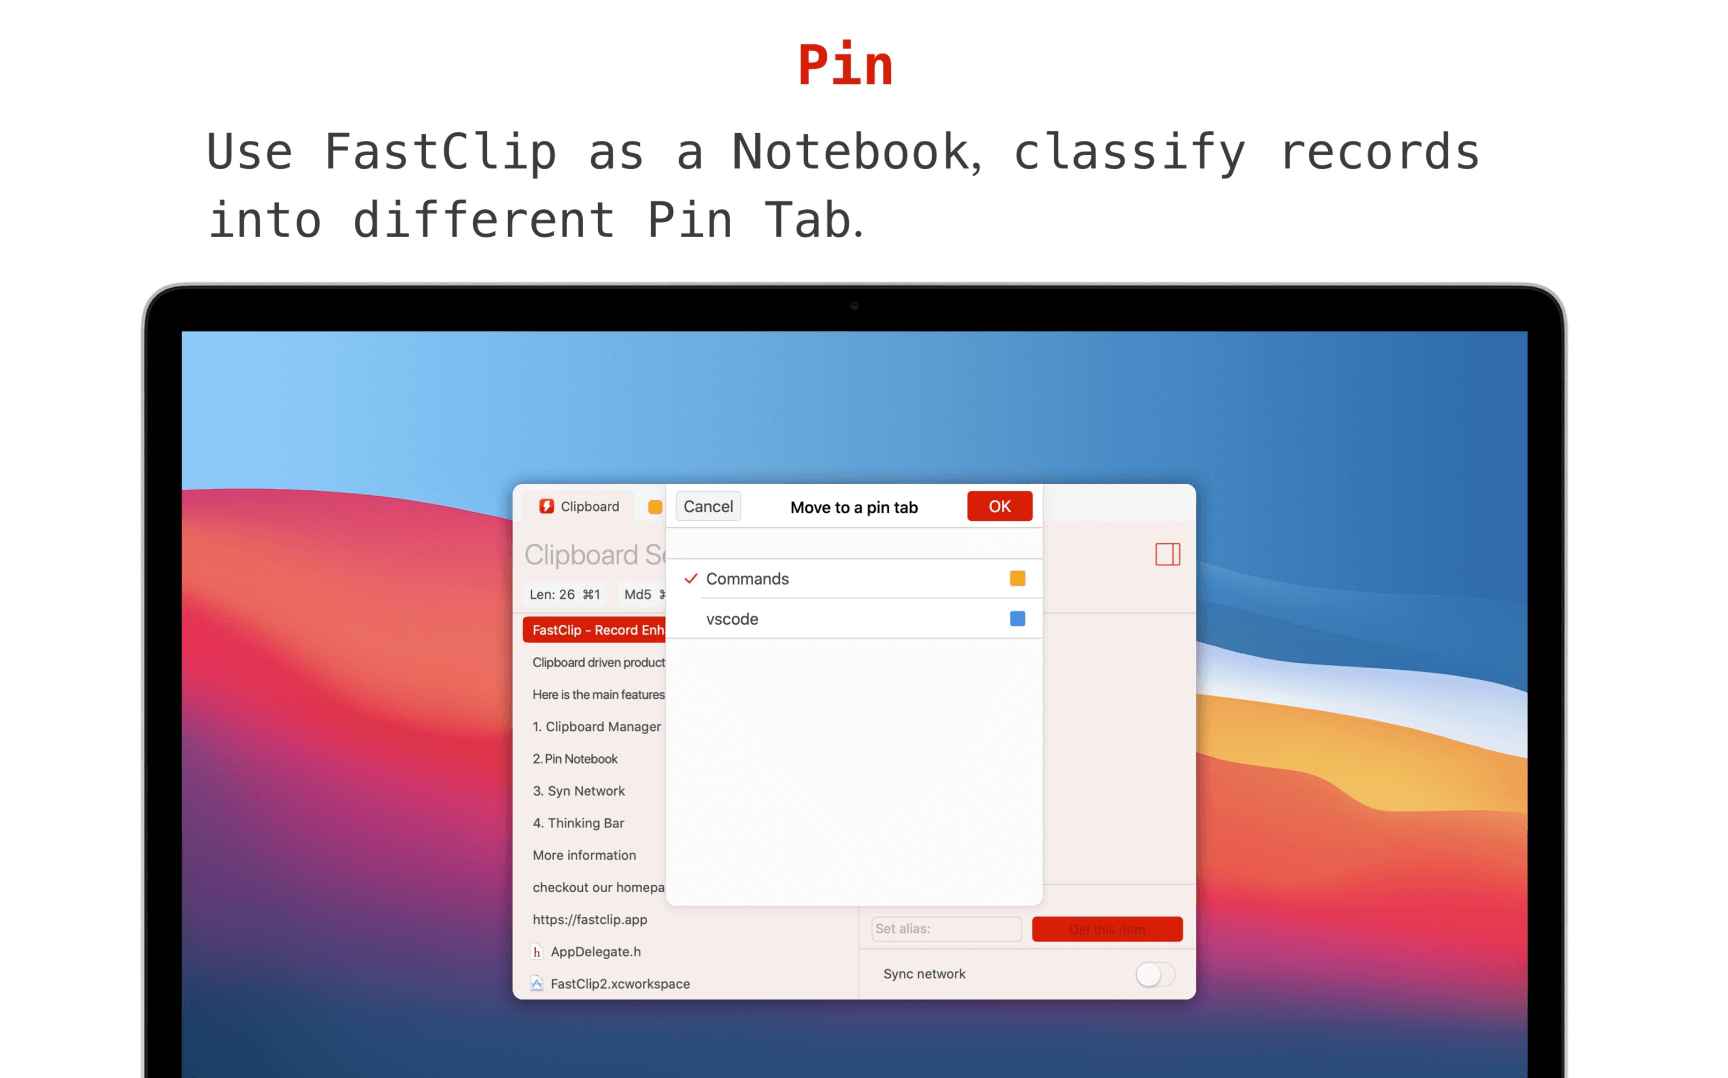 Pin
Use FastClip as a Notebook, classify records
into different Pin Tab.
Clipboard
Cancel
Move to a pin tab
OK
Clipboard
Len: 26 ⌘1
Md5
Commands
vscode
FastClip - Record
Clipboard driven
Here is the main features
1. Clipboard Manager
2. Pin Notebook
3. Syn Network
4. Thinking Bar
More information
checkout our
https://fastclip.app
AppDelegate.h
FastClip2.xcworkspace
Set alias:
Del this item
Sync network